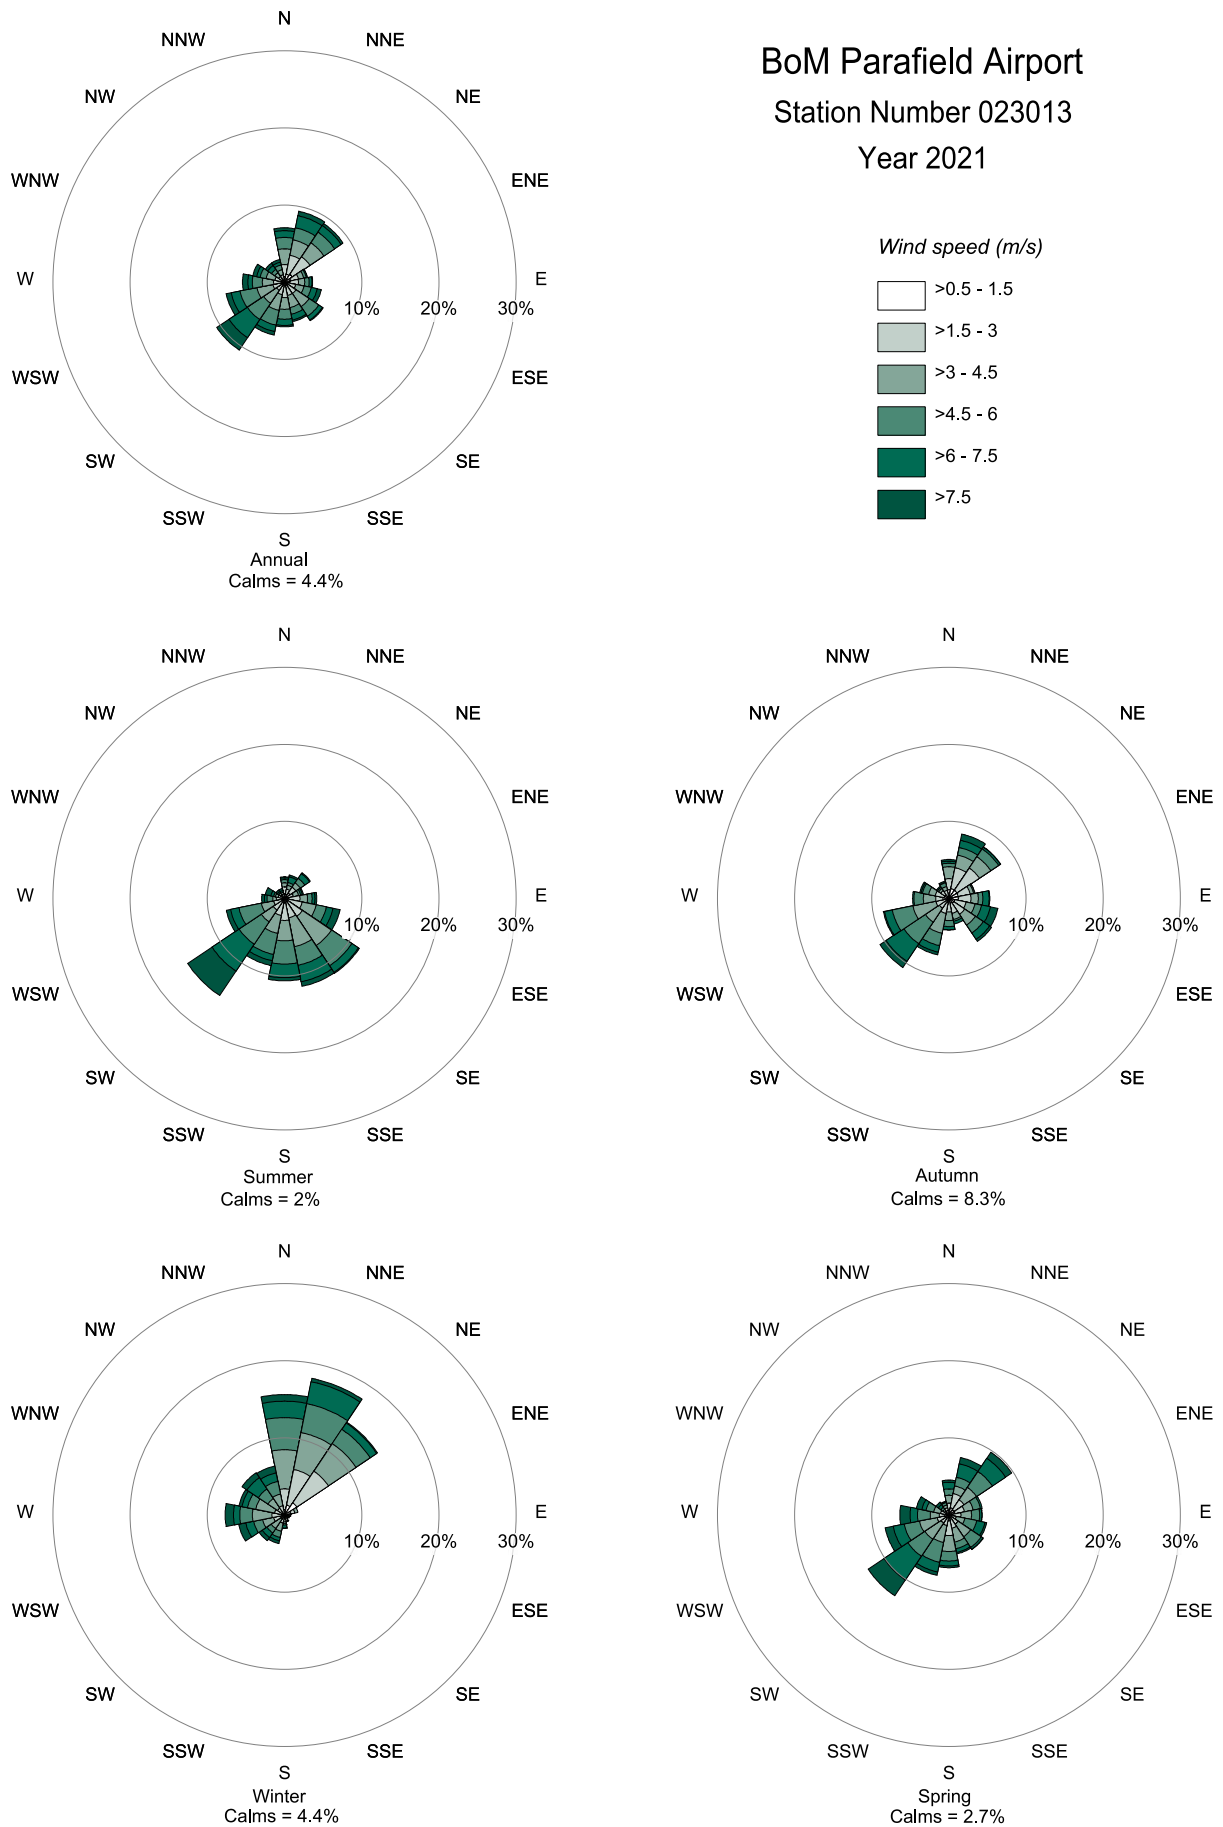 BoM Parafield Airport
Station Number 023013
Year 2021
Wind speed (m/s)
>0.5 - 1.5
>1.5 - 3
>3 - 4.5
>4.5 - 6
>6 - 7.5
>7.5
N
NNW NNE
NW NE
WNW ENE
W E
10% 20% 30%
WSW ESE
SW SE
SSW SSE
S
Annual
Calms = 4.4%
N
NNW NNE
NW NE
WNW ENE
W E
10% 20% 30%
WSW ESE
SW SE
SSW SSE
S
Summer
Calms = 2%
N
NNW NNE
NW NE
WNW ENE
W E
10% 20% 30%
WSW ESE
SW SE
SSW SSE
S
Autumn
Calms = 8.3%
N
NNW NNE
NW NE
WNW ENE
W E
10% 20% 30%
WSW ESE
SW SE
SSW SSE
S
Winter
Calms = 4.4%
N
NNW NNE
NW NE
WNW ENE
W E
10% 20% 30%
WSW ESE
SW SE
SSW SSE
S
Spring
Calms = 2.7%